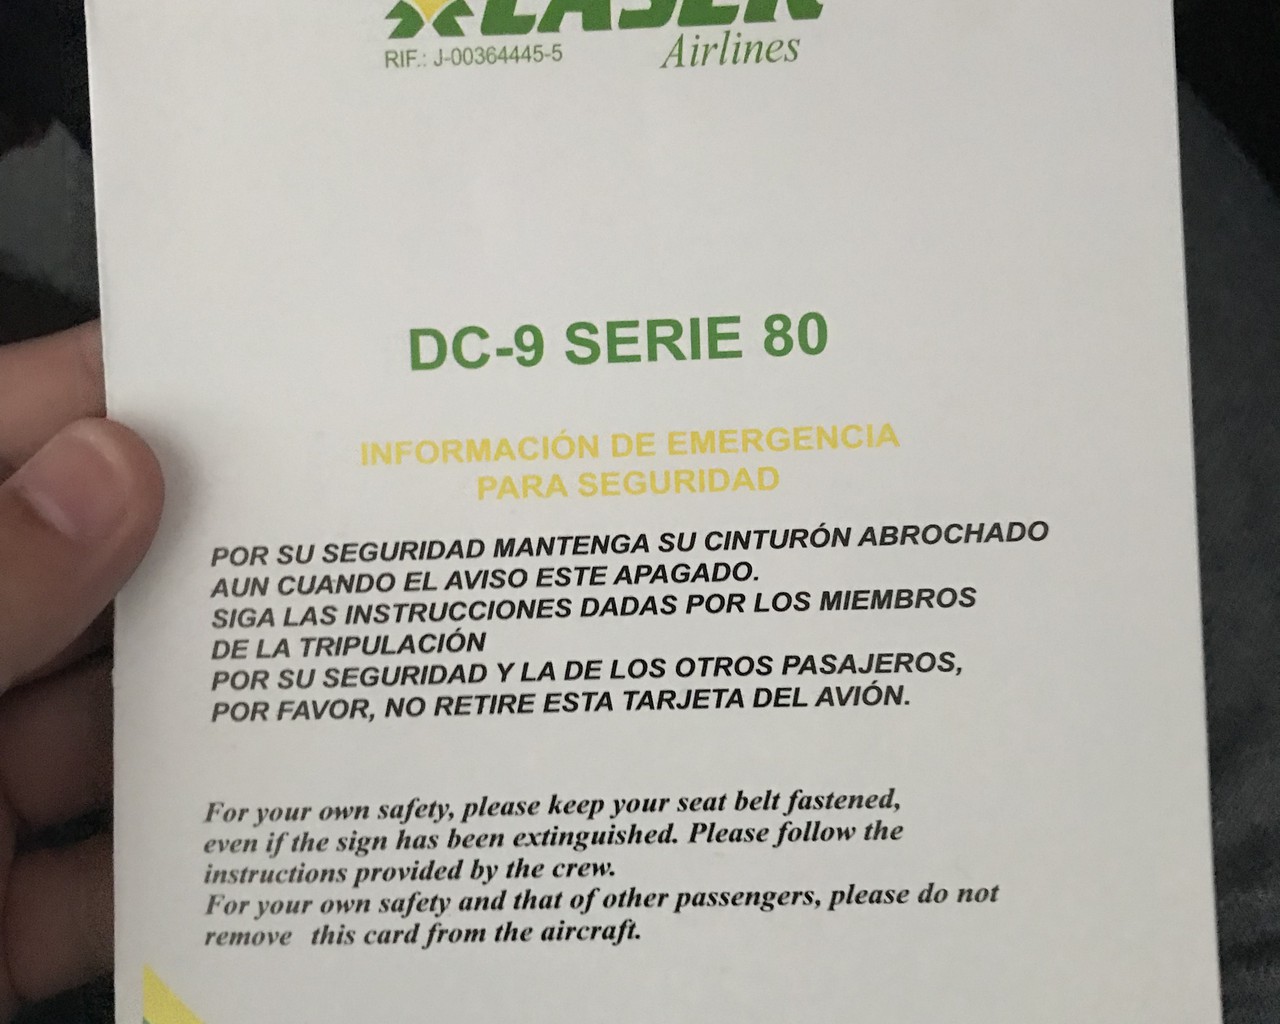 LASER
RIF.: J-00364445-5
Airlines
DC-9 SERIE 80
INFORMACIÓN DE EMERGENCIA
PARA SEGURIDAD
POR SU SEGURIDAD MANTENGA SU CINTURÓN ABROCHADO
AUN CUANDO EL AVISO ESTE APAGADO.
SIGA LAS INSTRUCCIONES DADAS POR LOS MIEMBROS
DE LA TRIPULACIÓN
POR SU SEGURIDAD Y LA DE LOS OTROS PASAJEROS,
POR FAVOR, NO RETIRE ESTA TARJETA DEL AVIÓN.
For your own safety, please keep your seat belt fastened,
even if the sign has been extinguished. Please follow the
instructions provided by the crew.
For your own safety and that of other passengers, please do not
remove this card from the aircraft.